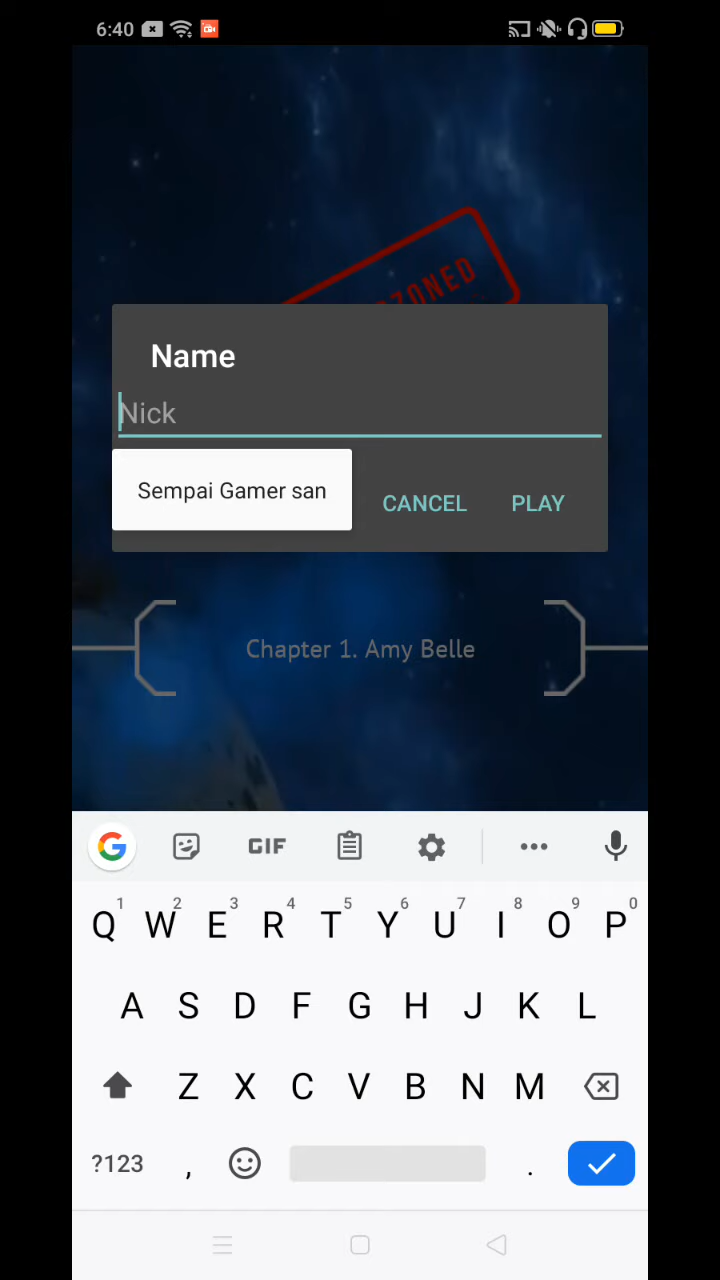 6:40
ZONED
Name
Nick
Sempai Gamer san
CANCEL PLAY
Chapter 1. Amy Belle
G GIF
1 2 3 4 5 6 7 8 9 0
Q W E R T Y U I O P
A S D F G H J K L
Z X C V B N M
?123 , .